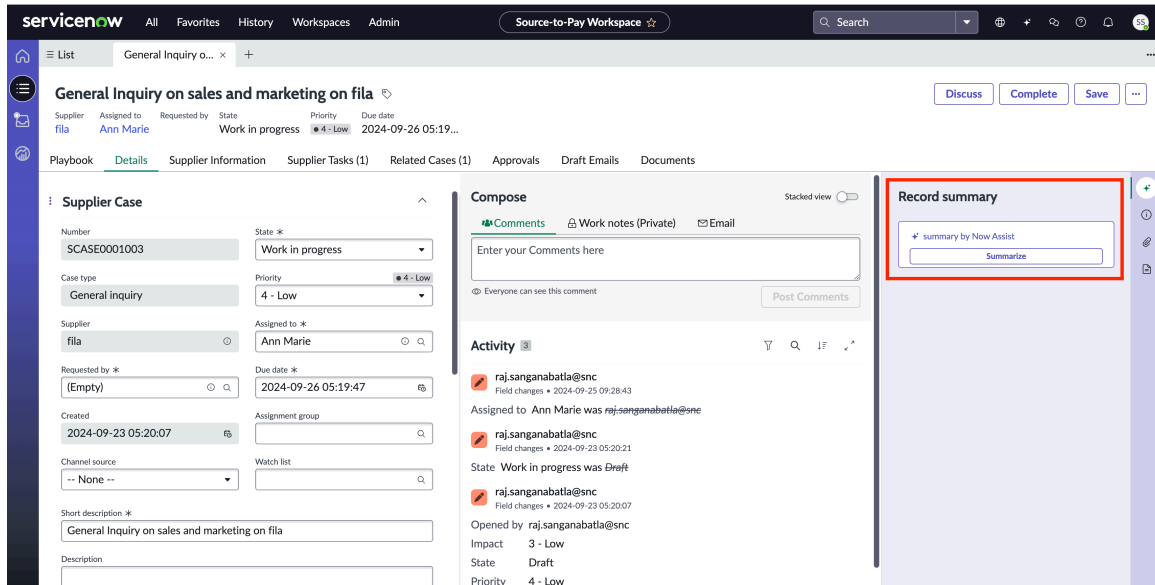 servicenow All Favorites History Workspaces Admin Source-to-Pay Workspace Search SS
List General Inquiry o...
General Inquiry on sales and marketing on fila Discuss Complete Save
Supplier Assigned to Requested by State Priority Due date
fila Ann Marie Work in progress 4 - Low 2024-09-26 05:19...
Playbook Details Supplier Information Supplier Tasks (1) Related Cases (1) Approvals Draft Emails Documents
Supplier Case
Number State *
SCASE0001003 Work in progress
Case type Priority 4 - Low
General inquiry 4 - Low
Supplier Assigned to *
fila Ann Marie
Requested by * Due date *
(Empty) 2024-09-26 05:19:47
Created Assignment group
2024-09-23 05:20:07
Channel source Watch list
-- None --
Short description *
General Inquiry on sales and marketing on fila
Description
Compose Stacked view
Comments Work notes (Private) Email
Enter your Comments here
Everyone can see this comment Post Comments
Activity 3
raj.sanganabatla@snc
Field changes • 2024-09-25 09:28:43
Assigned to Ann Marie was raj.sanganabatla@snc
raj.sanganabatla@snc
Field changes • 2024-09-23 05:20:21
State Work in progress was Draft
raj.sanganabatla@snc
Field changes • 2024-09-23 05:20:07
Opened by raj.sanganabatla@snc
Impact 3 - Low
State Draft
Priority 4 - Low
Record summary
summary by Now Assist
Summarize